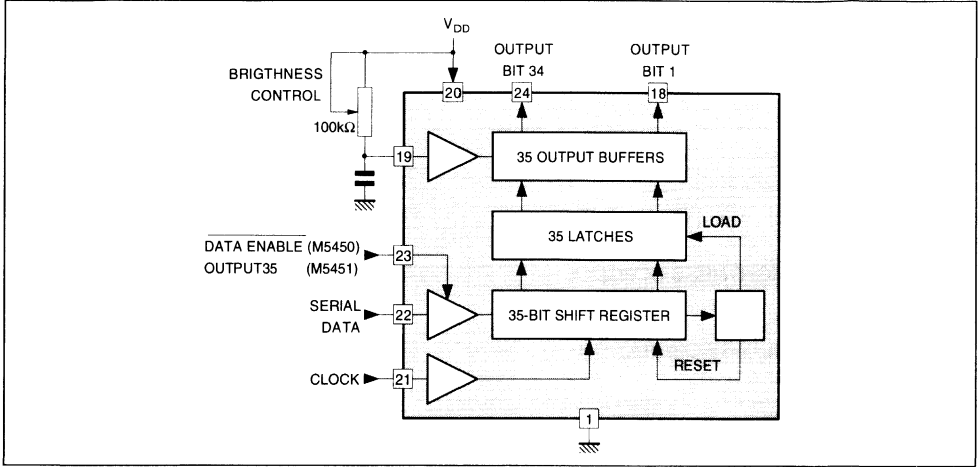 V_DD
OUTPUT
BIT 34
OUTPUT
BIT 1
BRIGTHNESS
CONTROL
100kΩ
20
24
18
19
35 OUTPUT BUFFERS
LOAD
35 LATCHES
DATA ENABLE (M5450)
OUTPUT35 (M5451)
23
SERIAL
DATA
22
35-BIT SHIFT REGISTER
RESET
CLOCK
21
1